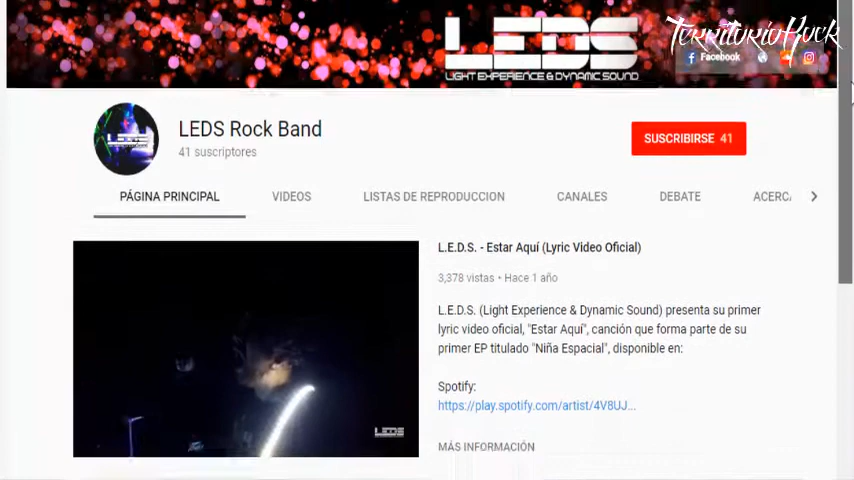 LEDS
TerritorioRock
Facebook
LIGHT EXPERIENCE & DYNAMIC SOUND
LEDS
LEDS Rock Band
41 suscriptores
SUSCRIBIRSE 41
PÁGINA PRINCIPAL
VIDEOS
LISTAS DE REPRODUCCION
CANALES
DEBATE
ACERCA
L.E.D.S. - Estar Aquí (Lyric Video Oficial)
3,378 vistas • Hace 1 año
L.E.D.S. (Light Experience & Dynamic Sound) presenta su primer
lyric video oficial, "Estar Aquí", canción que forma parte de su
primer EP titulado "Niña Espacial", disponible en:
Spotify:
https://play.spotify.com/artist/4V8UJ...
LEDS
MÁS INFORMACIÓN